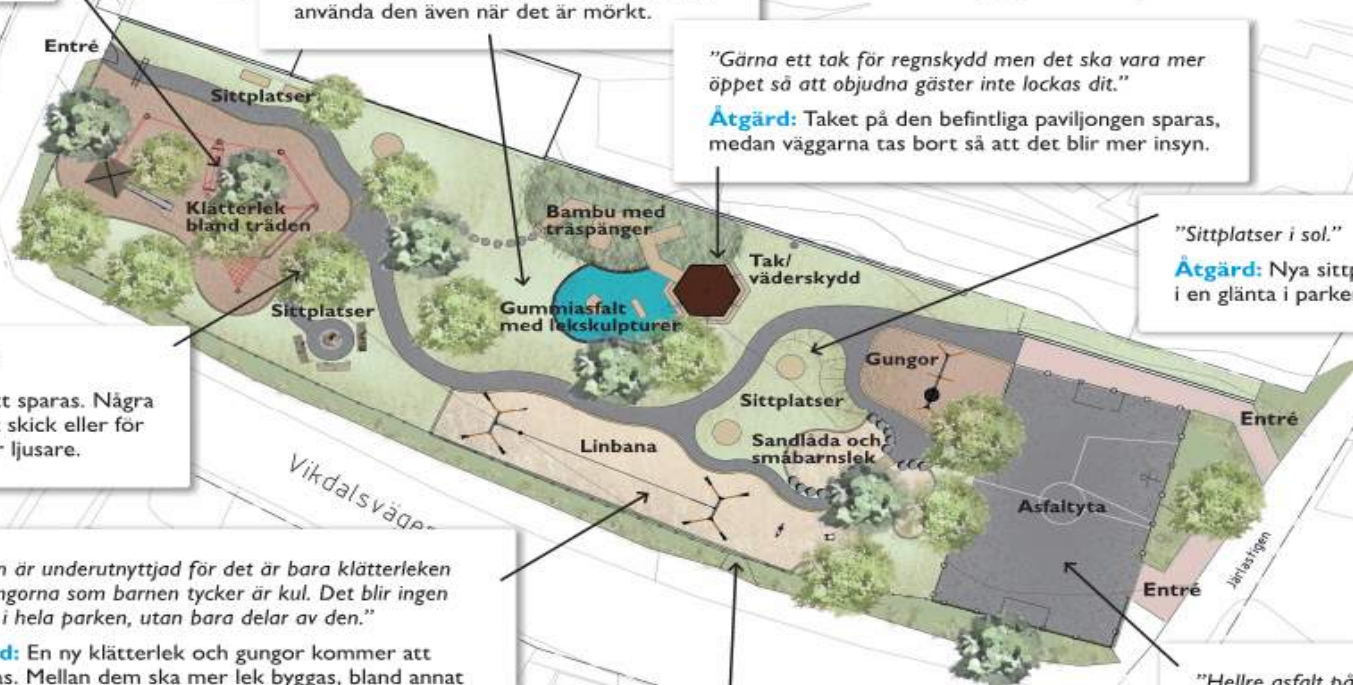 använda den även när det är mörkt.
Entré
Sittplatser
"Gärna ett tak för regnskydd men det ska vara mer
öppet så att objudna gäster inte lockas dit."
Åtgärd: Taket på den befintliga paviljongen sparas,
medan väggarna tas bort så att det blir mer insyn.
Klätterlek
bland träden
Bambu med
träspänger
Tak/
väderskydd
"Sittplatser i sol."
Åtgärd: Nya sittp
i en glänta i parke
Sittplatser
Gummiasfalt
med lekskulpturer
Gungor
Sittplatser
Entré
tt sparas. Några
skick eller för
r ljusare.
Linbana
Sandlåda och
småbarnslek
Vikdalsväge
Asfaltyta
Järlastigen
Entré
n är underutnyttjad för det är bara klätterleken
ngorna som barnen tycker är kul. Det blir ingen
i hela parken, utan bara delar av den."
d: En ny klätterlek och gungor kommer att
as. Mellan dem ska mer lek byggas, bland annat
"Hellre asfalt på